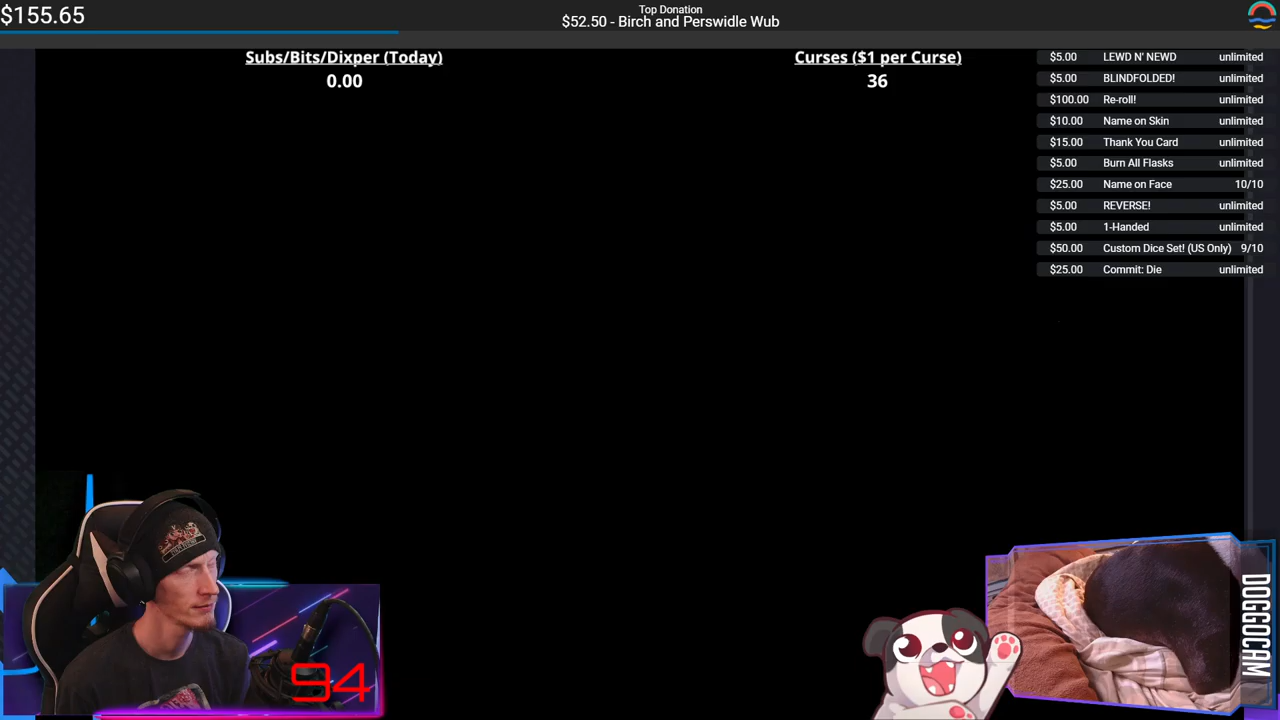 $155.65
Top Donation
$52.50 - Birch and Perswidle Wub
Subs/Bits/Dixper (Today)
0.00
Curses ($1 per Curse)
36
$5.00 LEWD N' NEWD unlimited
$5.00 BLINDFOLDED! unlimited
$100.00 Re-roll! unlimited
$10.00 Name on Skin unlimited
$15.00 Thank You Card unlimited
$5.00 Burn All Flasks unlimited
$25.00 Name on Face 10/10
$5.00 REVERSE! unlimited
$5.00 1-Handed unlimited
$50.00 Custom Dice Set! (US Only) 9/10
$25.00 Commit: Die unlimited
94
DOGGOCAM